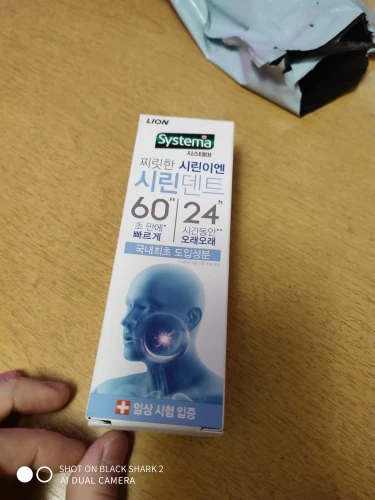 LION
Systema
시스테마
찌릿한 시린이엔
시린덴트
60" 24h
초 만에* 시간동안**
빠르게 오래오래
국내최초 도입성분
임상 시험 입증
SHOT ON BLACK SHARK 2
AI DUAL CAMERA